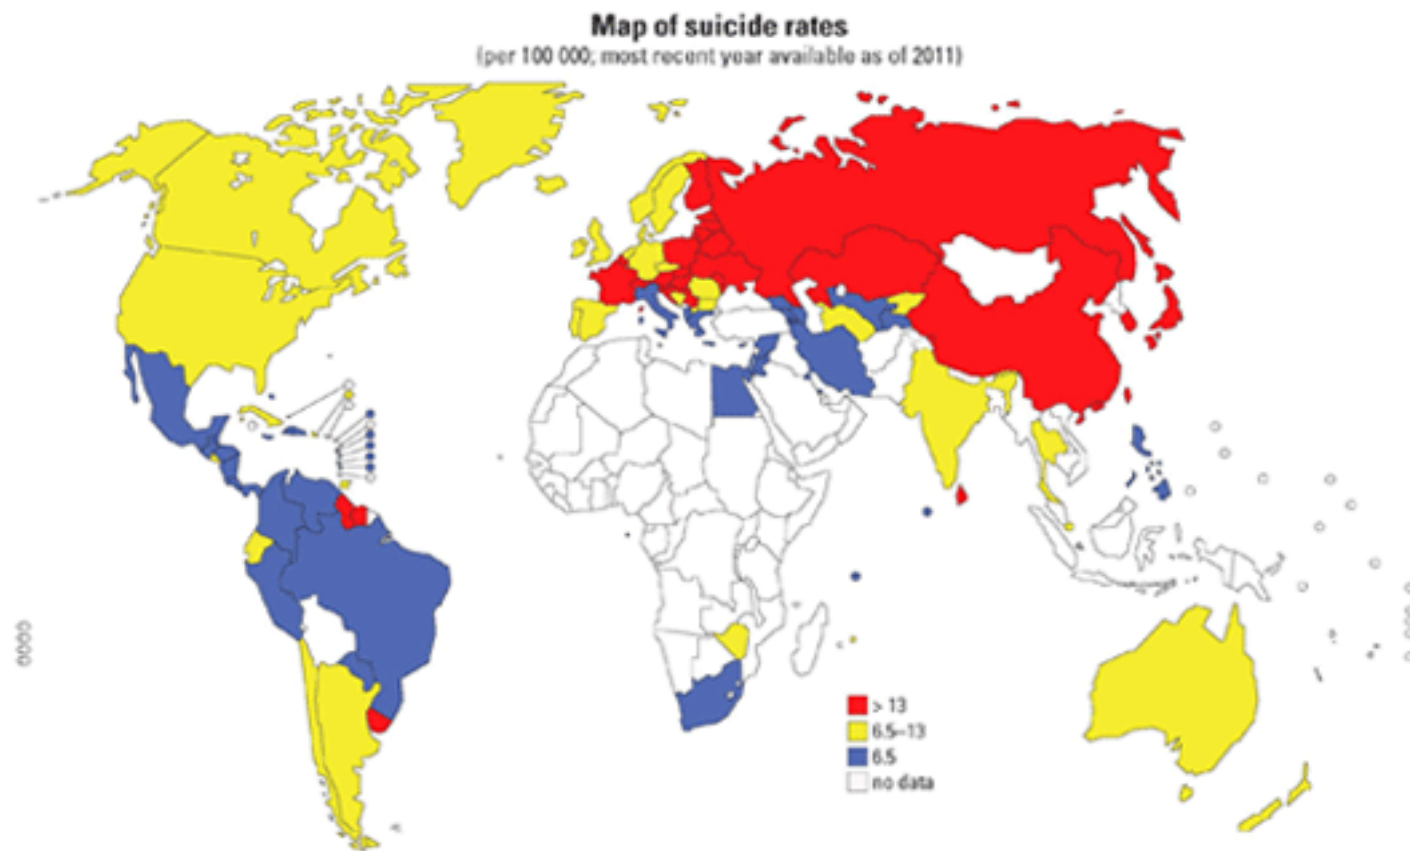 Map of suicide rates
(per 100 000; most recent year available as of 2011)
> 13
6.5–13
6.5
no data